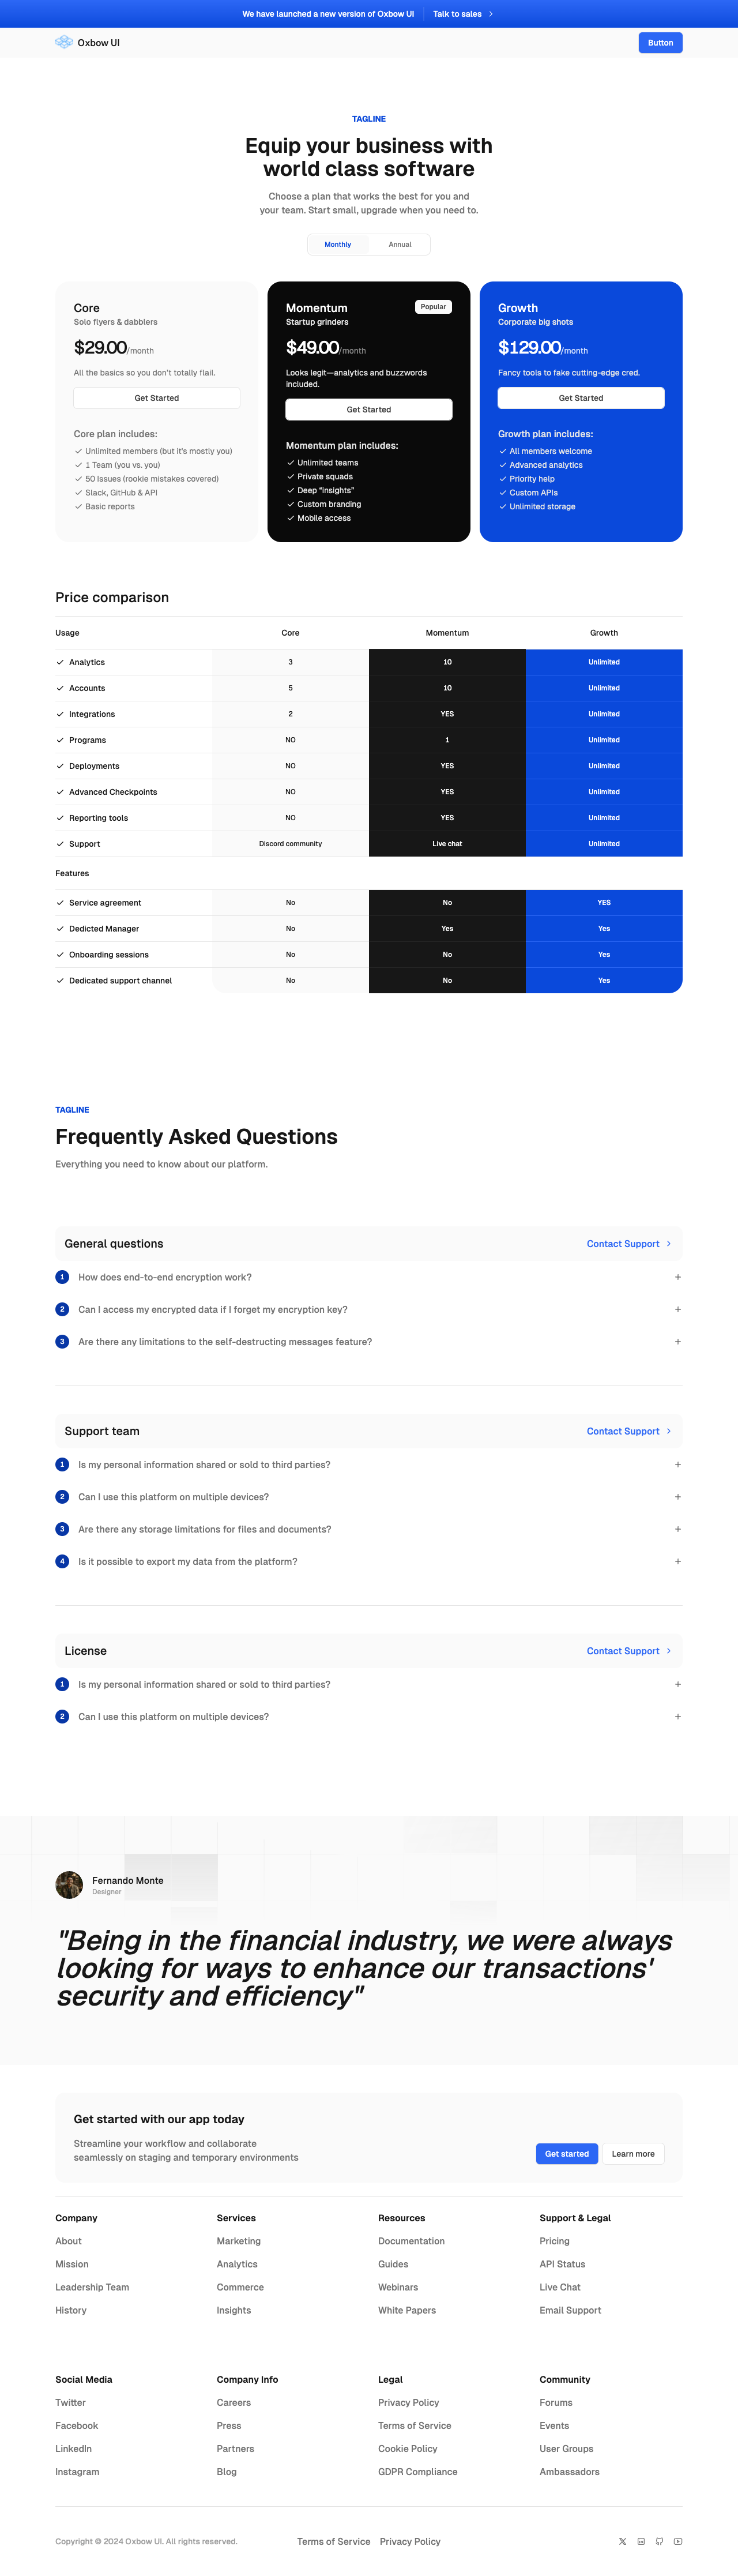 We have launched a new version of Oxbow UI
Talk to sales
Oxbow UI
Button
TAGLINE
Equip your business with
world class software
Choose a plan that works the best for you and
your team. Start small, upgrade when you need to.
Monthly
Annual
Core
Solo flyers & dabblers
$29.00/month
All the basics so you don't totally flail.
Get Started
Core plan includes:
Unlimited members (but it's mostly you)
1 Team (you vs. you)
50 Issues (rookie mistakes covered)
Slack, GitHub & API
Basic reports
Momentum
Popular
Startup grinders
$49.00/month
Looks legit—analytics and buzzwords
included.
Get Started
Momentum plan includes:
Unlimited teams
Private squads
Deep "insights"
Custom branding
Mobile access
Growth
Corporate big shots
$129.00/month
Fancy tools to fake cutting-edge cred.
Get Started
Growth plan includes:
All members welcome
Advanced analytics
Priority help
Custom APIs
Unlimited storage
Price comparison
Usage Core Momentum Growth
Analytics 3 10 Unlimited
Accounts 5 10 Unlimited
Integrations 2 YES Unlimited
Programs NO 1 Unlimited
Deployments NO YES Unlimited
Advanced Checkpoints NO YES Unlimited
Reporting tools NO YES Unlimited
Support Discord community Live chat Unlimited
Features
Service agreement No No YES
Dedicted Manager No Yes Yes
Onboarding sessions No No Yes
Dedicated support channel No No Yes
TAGLINE
Frequently Asked Questions
Everything you need to know about our platform.
General questions
Contact Support
1 How does end-to-end encryption work?
2 Can I access my encrypted data if I forget my encryption key?
3 Are there any limitations to the self-destructing messages feature?
Support team
Contact Support
1 Is my personal information shared or sold to third parties?
2 Can I use this platform on multiple devices?
3 Are there any storage limitations for files and documents?
4 Is it possible to export my data from the platform?
License
Contact Support
1 Is my personal information shared or sold to third parties?
2 Can I use this platform on multiple devices?
Fernando Monte
Designer
"Being in the financial industry, we were always
looking for ways to enhance our transactions'
security and efficiency"
Get started with our app today
Streamline your workflow and collaborate
seamlessly on staging and temporary environments
Get started
Learn more
Company
About
Mission
Leadership Team
History
Services
Marketing
Analytics
Commerce
Insights
Resources
Documentation
Guides
Webinars
White Papers
Support & Legal
Pricing
API Status
Live Chat
Email Support
Social Media
Twitter
Facebook
LinkedIn
Instagram
Company Info
Careers
Press
Partners
Blog
Legal
Privacy Policy
Terms of Service
Cookie Policy
GDPR Compliance
Community
Forums
Events
User Groups
Ambassadors
Copyright © 2024 Oxbow UI. All rights reserved.
Terms of Service
Privacy Policy